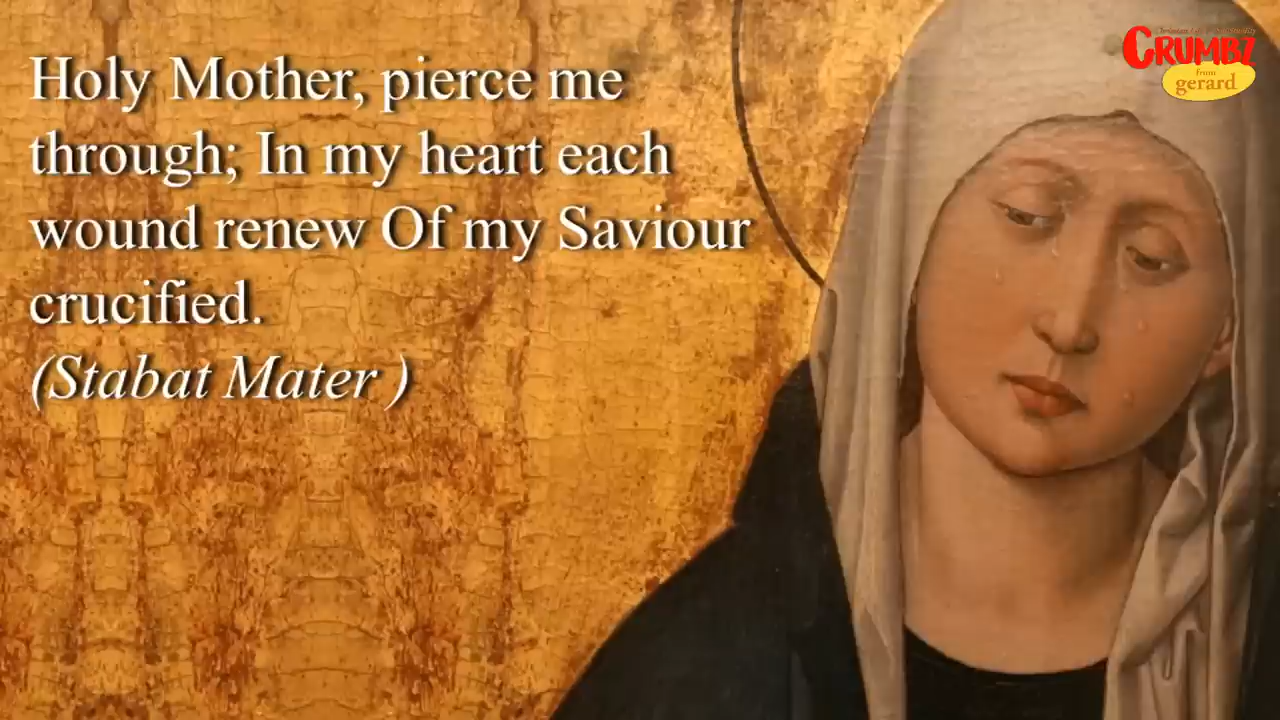 Holy Mother, pierce me
through; In my heart each
wound renew Of my Saviour
crucified.
(Stabat Mater )
CRUMBZ
from
gerard